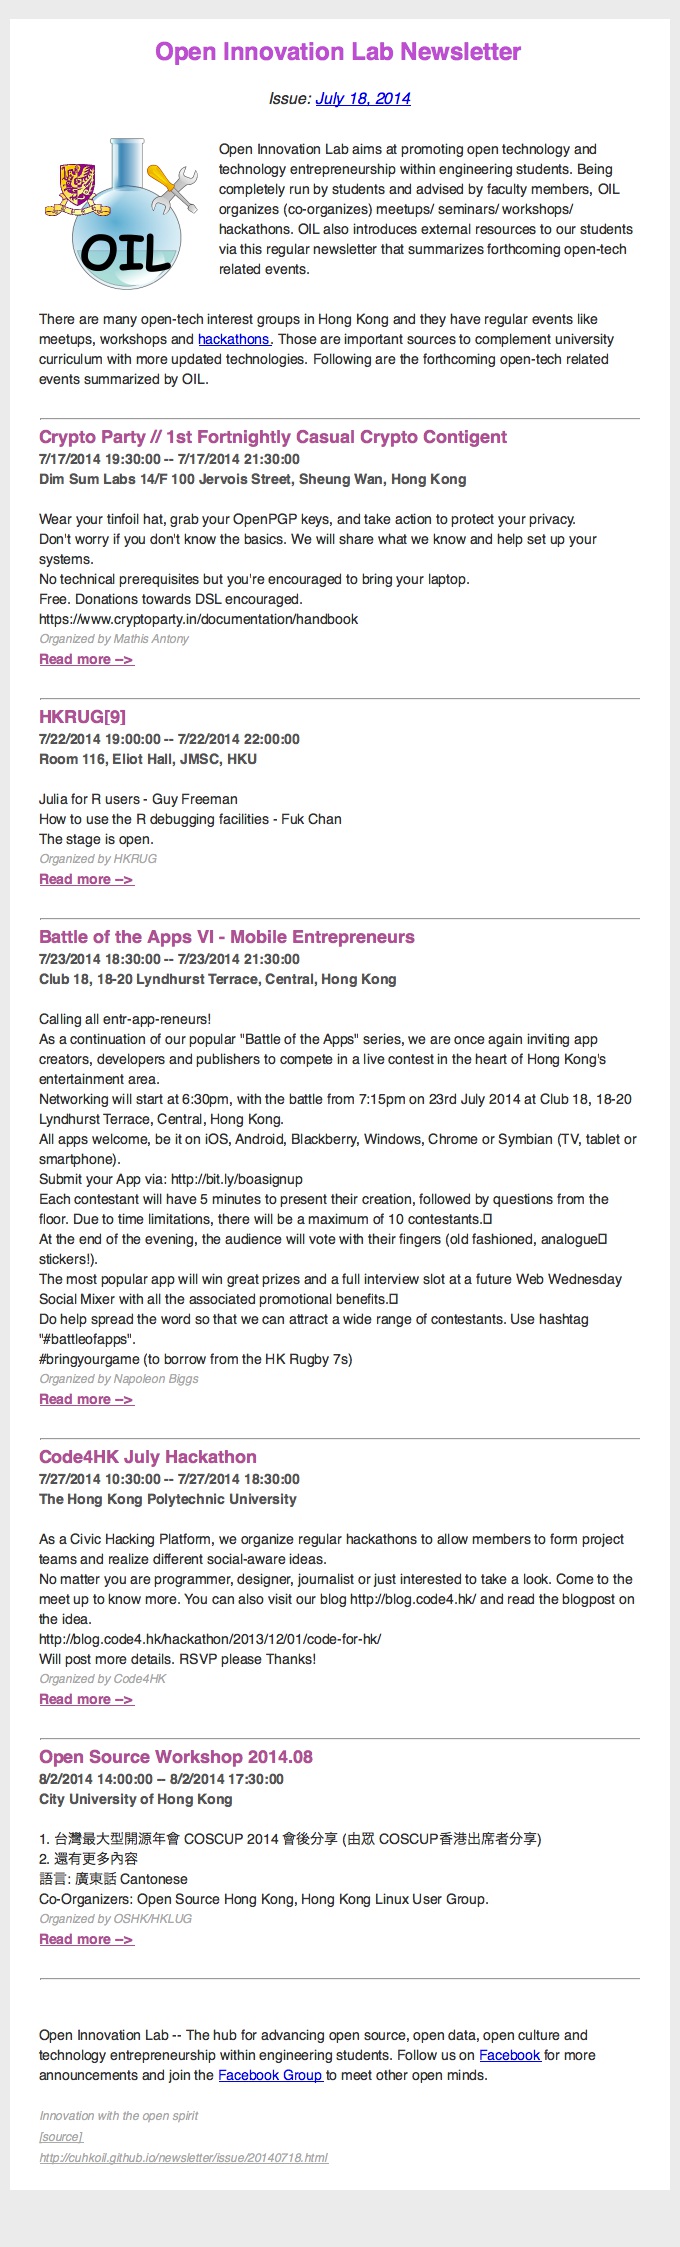 Open Innovation Lab Newsletter
Issue: July 18, 2014
OIL
Open Innovation Lab aims at promoting open technology and
technology entrepreneurship within engineering students. Being
completely run by students and advised by faculty members, OIL
organizes (co-organizes) meetups/ seminars/ workshops/
hackathons. OIL also introduces external resources to our students
via this regular newsletter that summarizes forthcoming open-tech
related events.
There are many open-tech interest groups in Hong Kong and they have regular events like
meetups, workshops and hackathons. Those are important sources to complement university
curriculum with more updated technologies. Following are the forthcoming open-tech related
events summarized by OIL.
Crypto Party // 1st Fortnightly Casual Crypto Contigent
7/17/2014 19:30:00 -- 7/17/2014 21:30:00
Dim Sum Labs 14/F 100 Jervois Street, Sheung Wan, Hong Kong
Wear your tinfoil hat, grab your OpenPGP keys, and take action to protect your privacy.
Don't worry if you don't know the basics. We will share what we know and help set up your
systems.
No technical prerequisites but you're encouraged to bring your laptop.
Free. Donations towards DSL encouraged.
https://www.cryptoparty.in/documentation/handbook
Organized by Mathis Antony
Read more -->
HKRUG[9]
7/22/2014 19:00:00 -- 7/22/2014 22:00:00
Room 116, Eliot Hall, JMSC, HKU
Julia for R users - Guy Freeman
How to use the R debugging facilities - Fuk Chan
The stage is open.
Organized by HKRUG
Read more -->
Battle of the Apps VI - Mobile Entrepreneurs
7/23/2014 18:30:00 -- 7/23/2014 21:30:00
Club 18, 18-20 Lyndhurst Terrace, Central, Hong Kong
Calling all entr-app-reneurs!
As a continuation of our popular "Battle of the Apps" series, we are once again inviting app
creators, developers and publishers to compete in a live contest in the heart of Hong Kong's
entertainment area.
Networking will start at 6:30pm, with the battle from 7:15pm on 23rd July 2014 at Club 18, 18-20
Lyndhurst Terrace, Central, Hong Kong.
All apps welcome, be it on iOS, Android, Blackberry, Windows, Chrome or Symbian (TV, tablet or
smartphone).
Submit your App via: http://bit.ly/boasignup
Each contestant will have 5 minutes to present their creation, followed by questions from the
floor. Due to time limitations, there will be a maximum of 10 contestants.
At the end of the evening, the audience will vote with their fingers (old fashioned, analogue
stickers!).
The most popular app will win great prizes and a full interview slot at a future Web Wednesday
Social Mixer with all the associated promotional benefits.
Do help spread the word so that we can attract a wide range of contestants. Use hashtag
"#battleofapps".
#bringyourgame (to borrow from the HK Rugby 7s)
Organized by Napoleon Biggs
Read more -->
Code4HK July Hackathon
7/27/2014 10:30:00 -- 7/27/2014 18:30:00
The Hong Kong Polytechnic University
As a Civic Hacking Platform, we organize regular hackathons to allow members to form project
teams and realize different social-aware ideas.
No matter you are programmer, designer, journalist or just interested to take a look. Come to the
meet up to know more. You can also visit our blog http://blog.code4.hk/ and read the blogpost on
the idea.
http://blog.code4.hk/hackathon/2013/12/01/code-for-hk/
Will post more details. RSVP please Thanks!
Organized by Code4HK
Read more -->
Open Source Workshop 2014.08
8/2/2014 14:00:00 -- 8/2/2014 17:30:00
City University of Hong Kong
1. 台灣最大型開源年會 COSCUP 2014 會後分享 (由眾 COSCUP香港出席者分享)
2. 還有更多內容
語言: 廣東話 Cantonese
Co-Organizers: Open Source Hong Kong, Hong Kong Linux User Group.
Organized by OSHK/HKLUG
Read more -->
Open Innovation Lab -- The hub for advancing open source, open data, open culture and
technology entrepreneurship within engineering students. Follow us on Facebook for more
announcements and join the Facebook Group to meet other open minds.
Innovation with the open spirit
[source]
http://cuhkoil.github.io/newsletter/issue/20140718.html